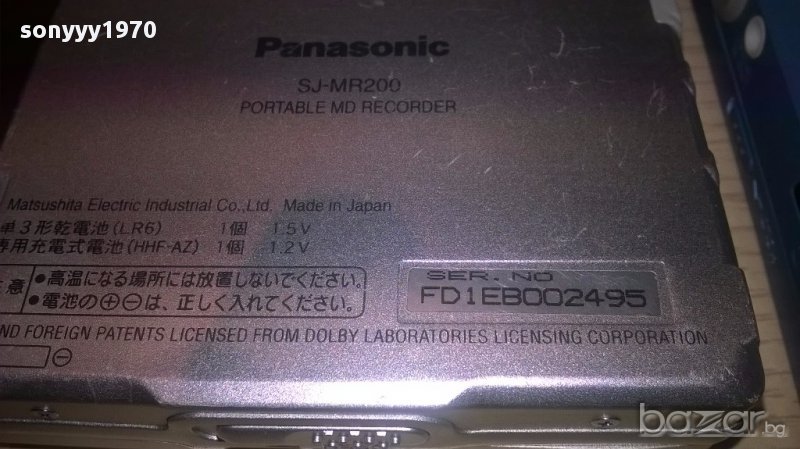 sonyyy1970
Panasonic
SJ-MR200
PORTABLE MD RECORDER
Matsushita Electric Industrial Co.,Ltd. Made in Japan
単3形乾電池(LR6) 1個 1.5V
専用充電式電池(HHF-AZ) 1個 1.2V
意 •高温になる場所には放置しないでください。
•電池の⊕⊖は、正しく入れてください。
SER. NO
FD1EB002495
AND FOREIGN PATENTS LICENSED FROM DOLBY LABORATORIES LICENSING CORPORATION
⊖
bazar.bg